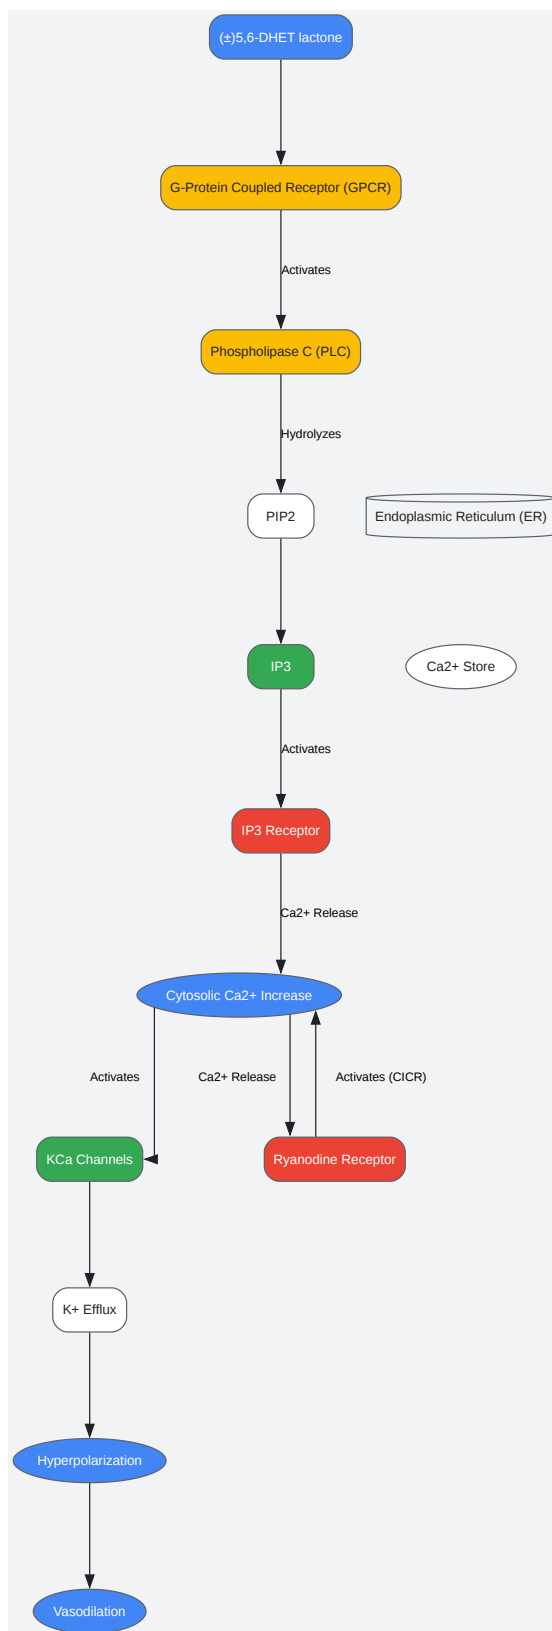 (±)5,6-DHET lactone
G-Protein Coupled Receptor (GPCR)
Activates
Phospholipase C (PLC)
Hydrolyzes
PIP2
Endoplasmic Reticulum (ER)
IP3
Ca2+ Store
Activates
IP3 Receptor
Ca2+ Release
Cytosolic Ca2+ Increase
Activates
Ca2+ Release
Activates (CICR)
KCa Channels
Ryanodine Receptor
K+ Efflux
Hyperpolarization
Vasodilation